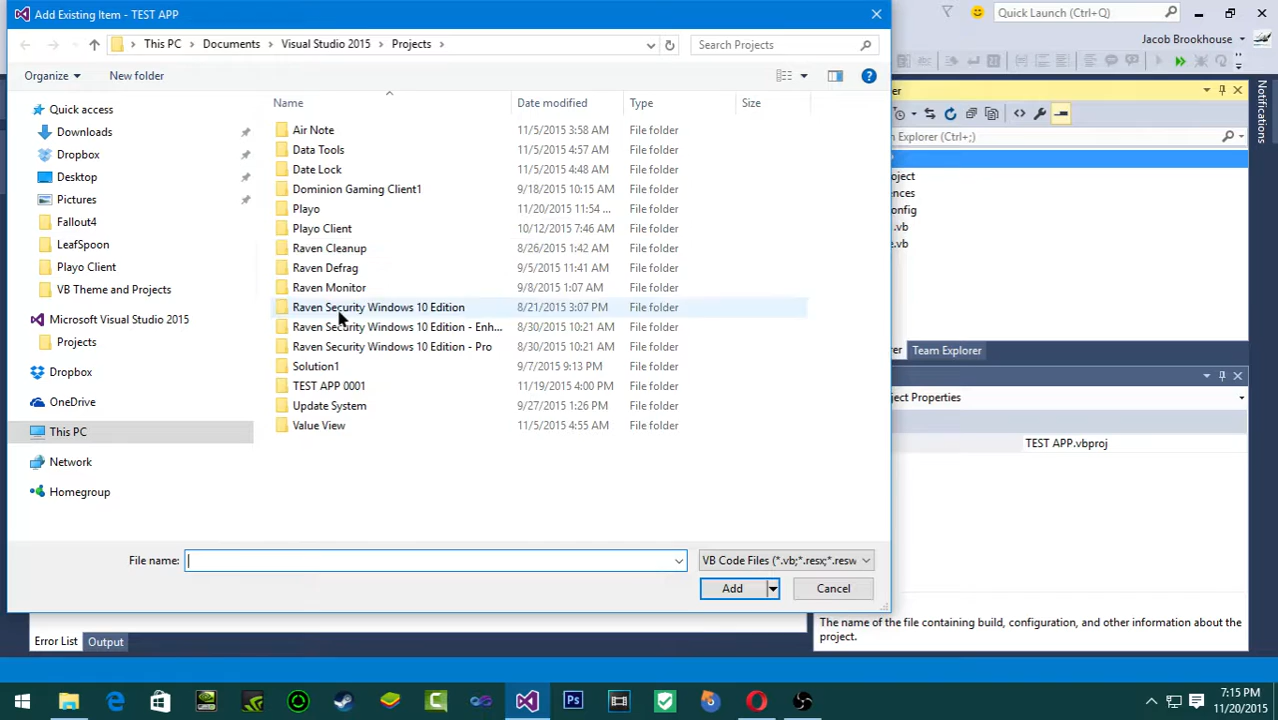 Add Existing Item - TEST APP
Quick Launch (Ctrl+Q)
This PC > Documents > Visual Studio 2015 > Projects >
Search Projects
Jacob Brookhouse
Organize
New folder
Name
Date modified
Type
Size
Quick access
Downloads
Dropbox
Desktop
Pictures
Fallout4
LeafSpoon
Playo Client
VB Theme and Projects
Microsoft Visual Studio 2015
Projects
Dropbox
OneDrive
This PC
Network
Homegroup
Air Note 11/5/2015 3:58 AM File folder
Data Tools 11/5/2015 4:57 AM File folder
Date Lock 11/5/2015 4:48 AM File folder
Dominion Gaming Client1 9/18/2015 10:15 AM File folder
Playo 11/20/2015 11:54 ... File folder
Playo Client 10/12/2015 7:46 AM File folder
Raven Cleanup 8/26/2015 1:42 AM File folder
Raven Defrag 9/5/2015 11:41 AM File folder
Raven Monitor 9/8/2015 1:07 AM File folder
Raven Security Windows 10 Edition 8/21/2015 3:07 PM File folder
Raven Security Windows 10 Edition - Enh... 8/30/2015 10:21 AM File folder
Raven Security Windows 10 Edition - Pro 8/30/2015 10:21 AM File folder
Solution1 9/7/2015 9:13 PM File folder
TEST APP 0001 11/19/2015 4:00 PM File folder
Update System 9/27/2015 1:26 PM File folder
Value View 11/5/2015 4:55 AM File folder
File name:
VB Code Files (*.vb;*.resx;*.resw
Add
Cancel
rer
Explorer (Ctrl+;)
oject
ences
onfig
.vb
e.vb
rer
Team Explorer
Notifications
ject Properties
TEST APP.vbproj
The name of the file containing build, configuration, and other information about the
project.
Error List
Output
Ps
7:15 PM
11/20/2015